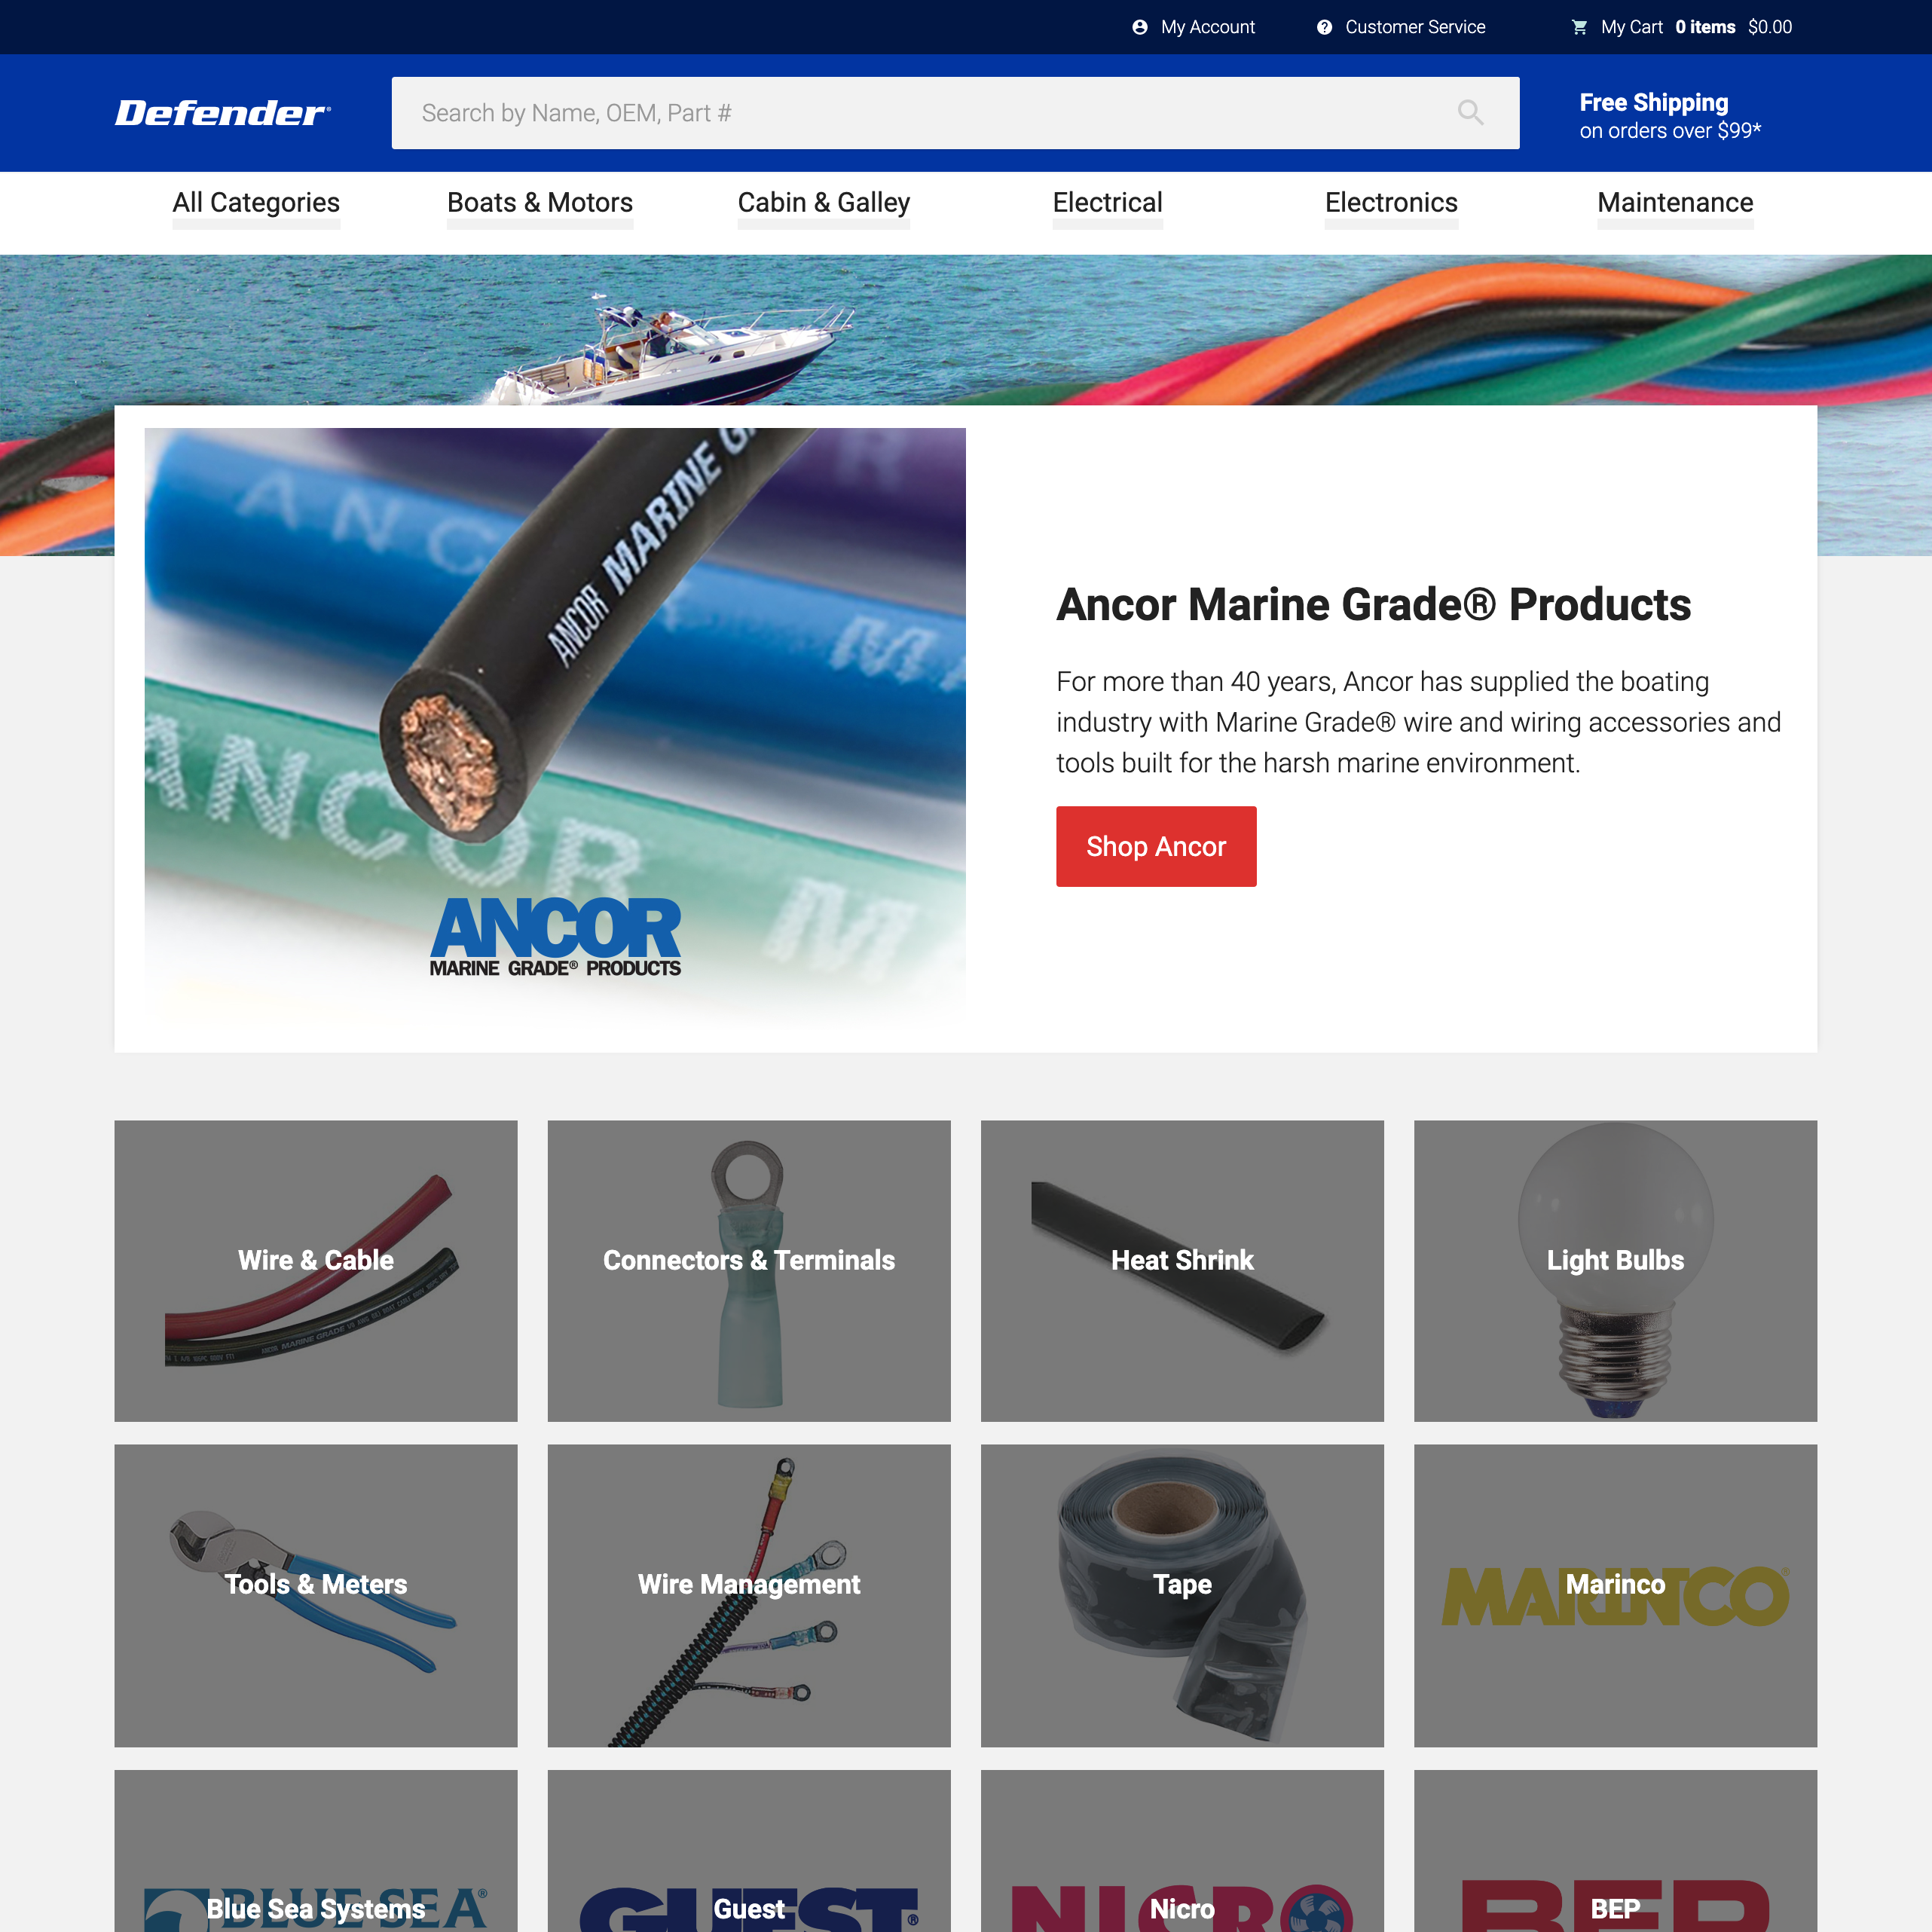 My Account
Customer Service
My Cart 0 items $0.00
Defender®
Search by Name, OEM, Part #
Free Shipping
on orders over $99*
All Categories
Boats & Motors
Cabin & Galley
Electrical
Electronics
Maintenance
ANCOR MARINE
ANCOR
ANCOR
MARINE GRADE® PRODUCTS
Ancor Marine Grade® Products
For more than 40 years, Ancor has supplied the boating
industry with Marine Grade® wire and wiring accessories and
tools built for the harsh marine environment.
Shop Ancor
Wire & Cable
Connectors & Terminals
Heat Shrink
Light Bulbs
Tools & Meters
Wire Management
Tape
MARINCO®
Marinco
BLUE SEA®
Blue Sea Systems
GUEST®
Guest
NICRO
Nicro
BEP
BEP